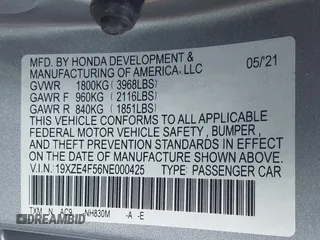 MFD. BY HONDA DEVELOPMENT &
MANUFACTURING OF AMERICA, LLC 05/'21
GVWR 1800KG (3968LBS)
GAWR F 960KG (2116LBS)
GAWR R 840KG (1851LBS)
THIS VEHICLE CONFORMS TO ALL APPLICABLE
FEDERAL MOTOR VEHICLE SAFETY, BUMPER,
AND THEFT PREVENTION STANDARDS IN EFFECT
ON THE DATE OF MANUFACTURE SHOWN ABOVE.
V.I.N: 19XZE4F56NE000425 TYPE: PASSENGER CAR
TXM N AC9 NH830M -A -E
DREAMBID